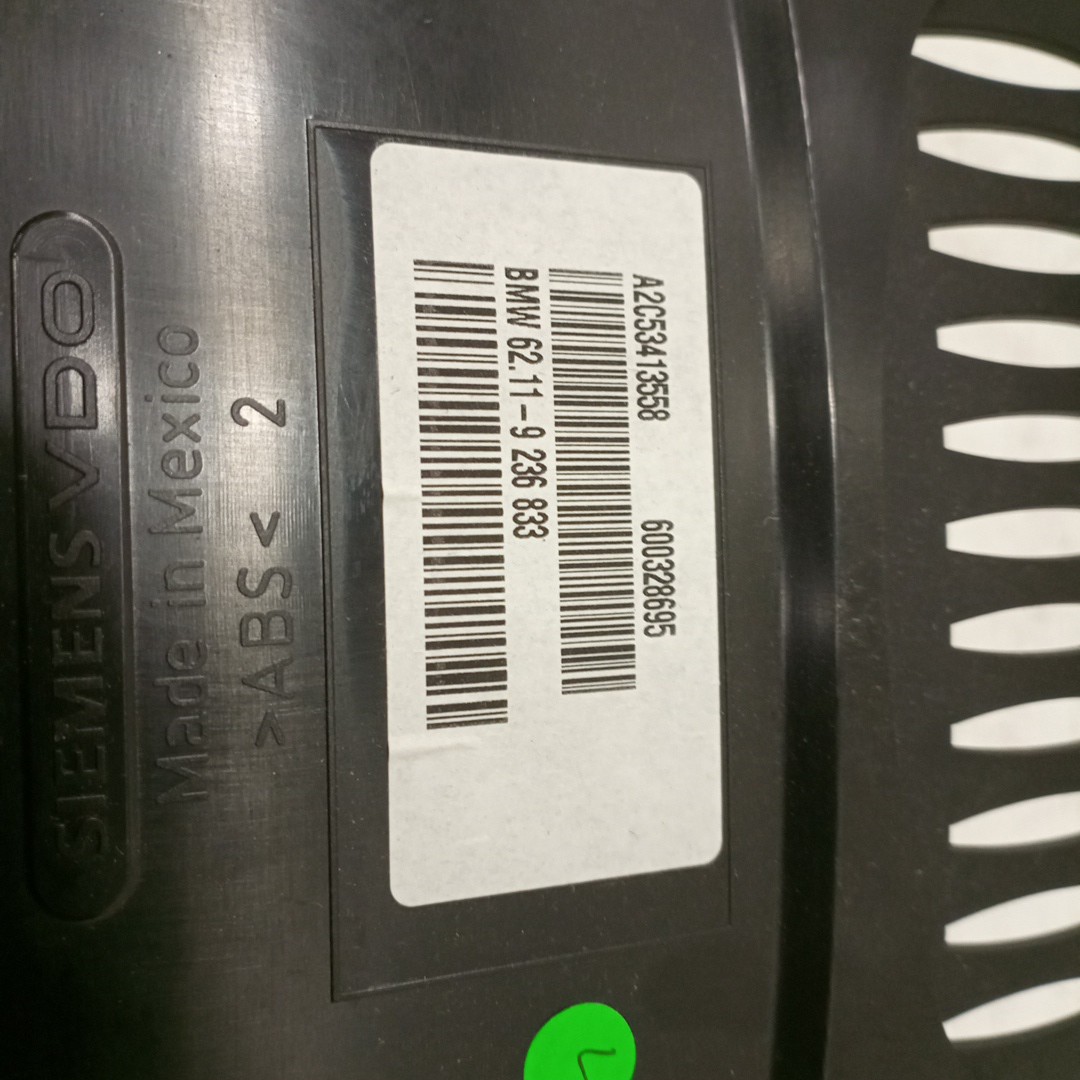 A2C53413558 600328695
BMW 62.11-9 236 833
>ABS< 2
Made in Mexico
SIEMENS VDO